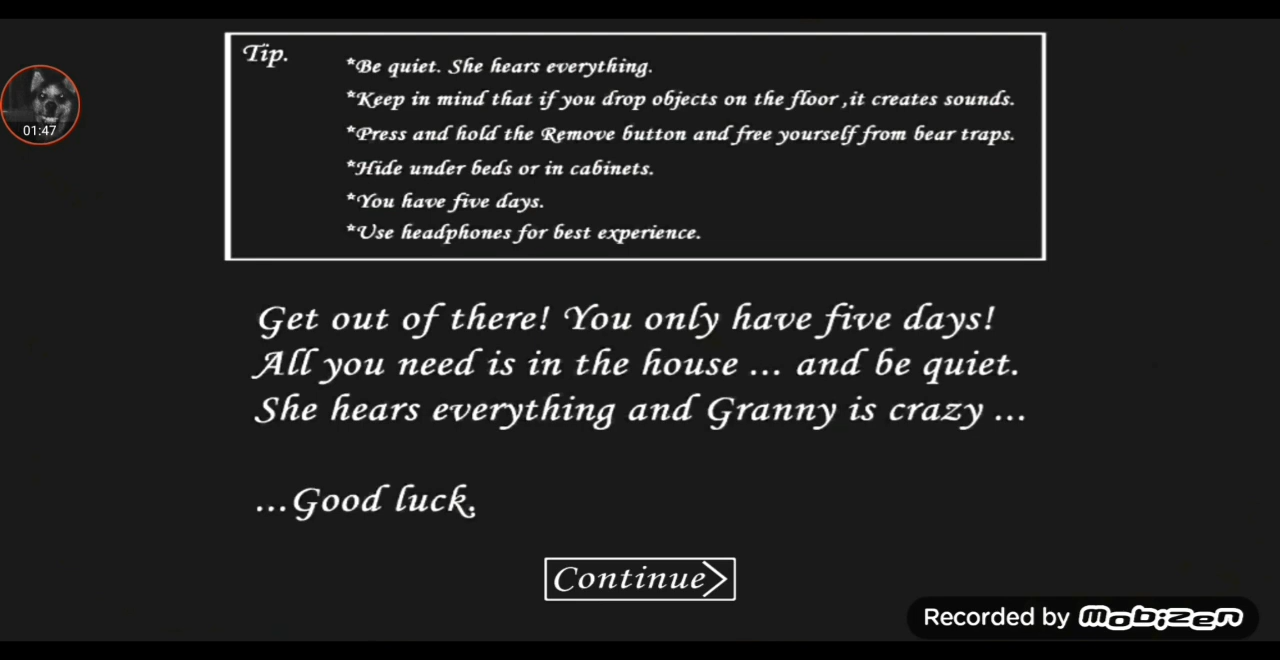 Tip.
*Be quiet. She hears everything.
*Keep in mind that if you drop objects on the floor ,it creates sounds.
*Press and hold the Remove button and free yourself from bear traps.
*Hide under beds or in cabinets.
*You have five days.
*Use headphones for best experience.
01:47
Get out of there! You only have five days!
All you need is in the house ... and be quiet.
She hears everything and Granny is crazy ...
...Good luck.
Continue>
Recorded by Mobizen